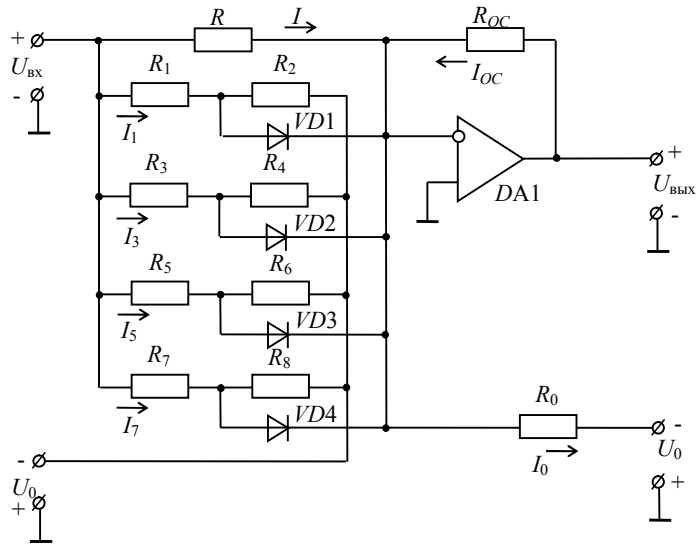 R I R_OC
+
U_вх
-
R_1 R_2
I_OC
I_1 VD1
R_3 R_4
+
DA1 U_вых
-
I_3 VD2
R_5 R_6
I_5 VD3
R_7 R_8
I_7 VD4 R_0
-
I_0 U_0
+
-
U_0
+